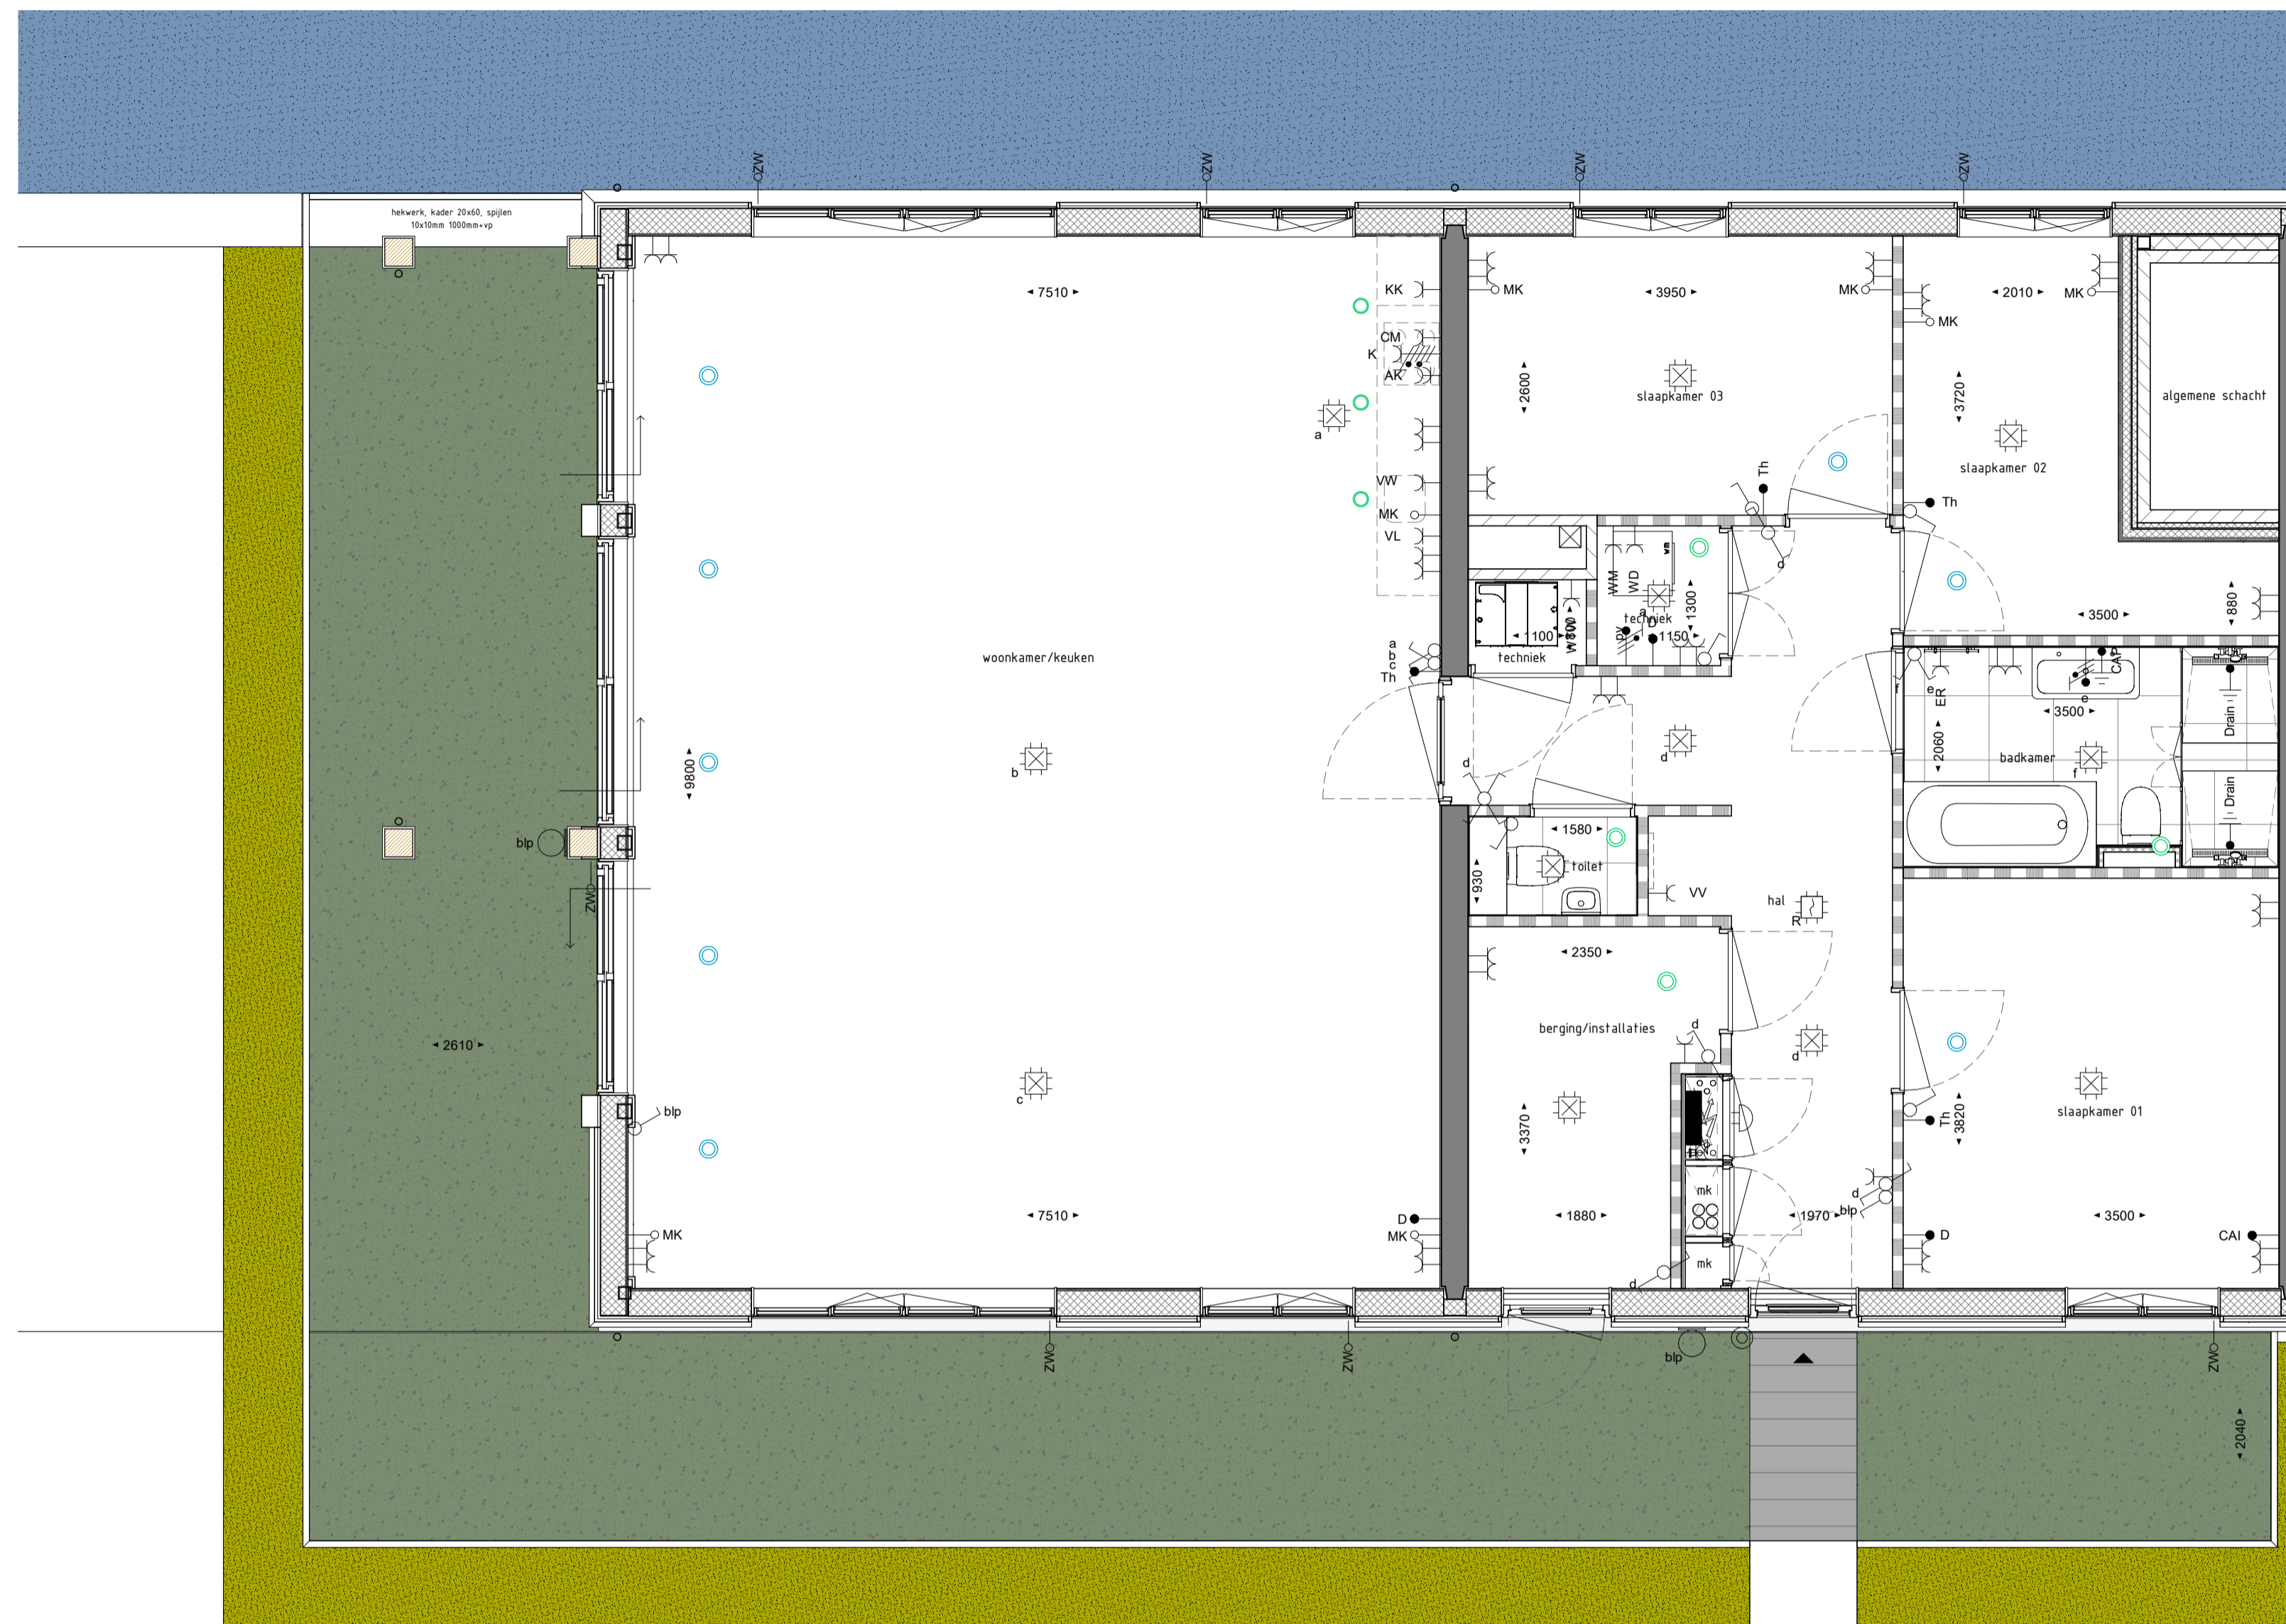 ZW
ZW
ZW
ZW
hekwerk, kader 20x60, spijlen
10x10mm 1000mm+vp
7510
KK
MK
3950
MK
2010
MK
MK
CM
K
AK
a
2600
slaapkamer 03
3720
algemene schacht
slaapkamer 02
VW
MK
VL
Th
Th
d
WM
WD
wm
1300
a
techniek
D
PV
1150
1100
1800
techniek
3500
880
woonkamer/keuken
a
b
c
Th
f
e
ER
CAP
e
3500
2060
badkamer
f
Drain
Drain
9800
b
d
d
blp
ZW
1580
930
toilet
VV
hal
R
2350
2610
berging/installaties
d
d
c
blp
3370
slaapkamer 01
Th
3820
mk
d
blp
7510
D
MK
MK
1880
1970
3500
D
CAI
mk
d
ZW
ZW
blp
ZW
2040